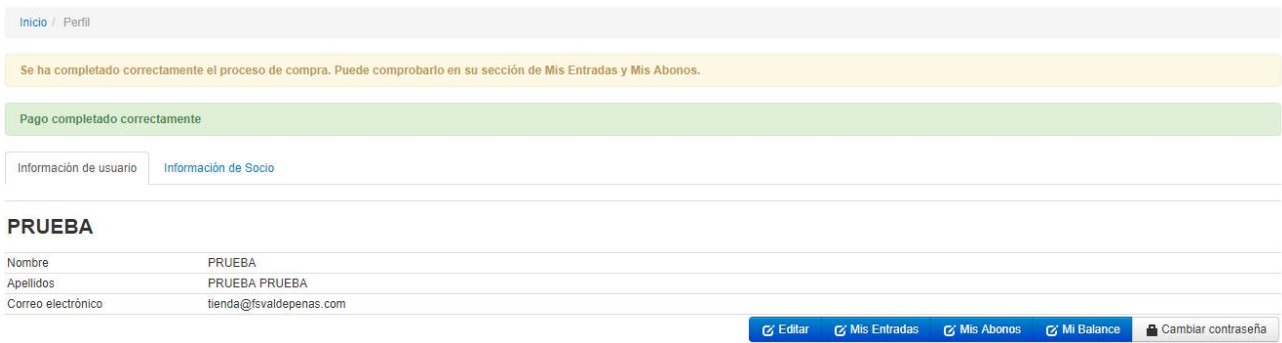 Inicio / Perfil
Se ha completado correctamente el proceso de compra. Puede comprobarlo en su sección de Mis Entradas y Mis Abonos.
Pago completado correctamente
Información de usuario Información de Socio
PRUEBA
Nombre PRUEBA
Apellidos PRUEBA PRUEBA
Correo electrónico tienda@fsvaldepenas.com
Editar Mis Entradas Mis Abonos Mi Balance Cambiar contraseña